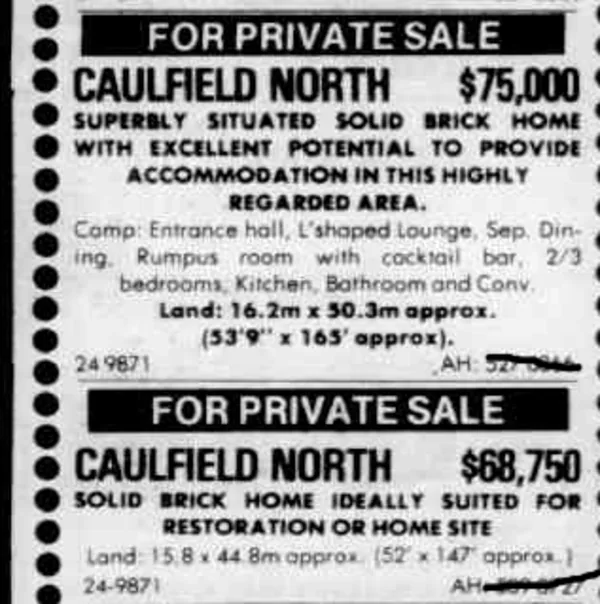 FOR PRIVATE SALE
CAULFIELD NORTH $75,000
SUPERBLY SITUATED SOLID BRICK HOME
WITH EXCELLENT POTENTIAL TO PROVIDE
ACCOMMODATION IN THIS HIGHLY
REGARDED AREA.
Comp: Entrance hall, L'shaped Lounge, Sep. Din-
ing, Rumpus room with cocktail bar, 2/3
bedrooms, Kitchen, Bathroom and Conv.
Land: 16.2m x 50.3m approx.
(53'9" x 165' approx).
24 9871 AH:
FOR PRIVATE SALE
CAULFIELD NORTH $68,750
SOLID BRICK HOME IDEALLY SUITED FOR
RESTORATION OR HOME SITE
Land: 15.8 x 44.8m approx. (52' x 147' approx.)
24-9871 AH